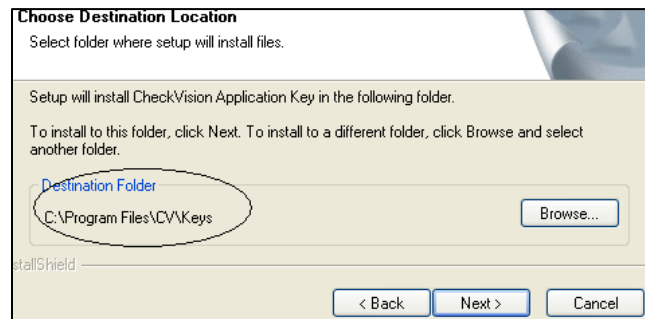 Choose Destination Location
Select folder where setup will install files.
Setup will install CheckVision Application Key in the following folder.
To install to this folder, click Next. To install to a different folder, click Browse and select
another folder.
Destination Folder
C:\Program Files\CV\Keys
Browse...
stallShield
< Back
Next >
Cancel